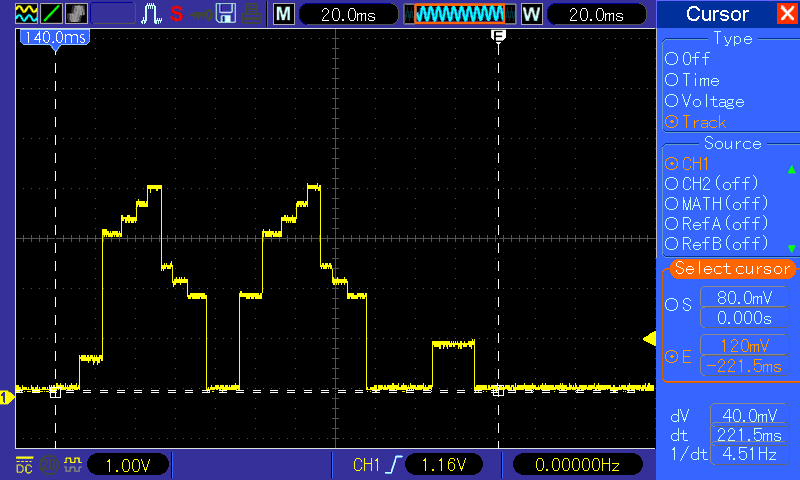 S M 20.0ms W 20.0ms Cursor X
140.0ms
E
Type
Off
Time
Voltage
Track
Source
CH1
CH2(off)
MATH(off)
RefA(off)
RefB(off)
Select cursor
S 80.0mV
0.000s
E 120mV
-221.5ms
1
dV 40.0mV
dt 221.5ms
1/dt 4.51Hz
DC 1.00V CH1 1.16V 0.00000Hz